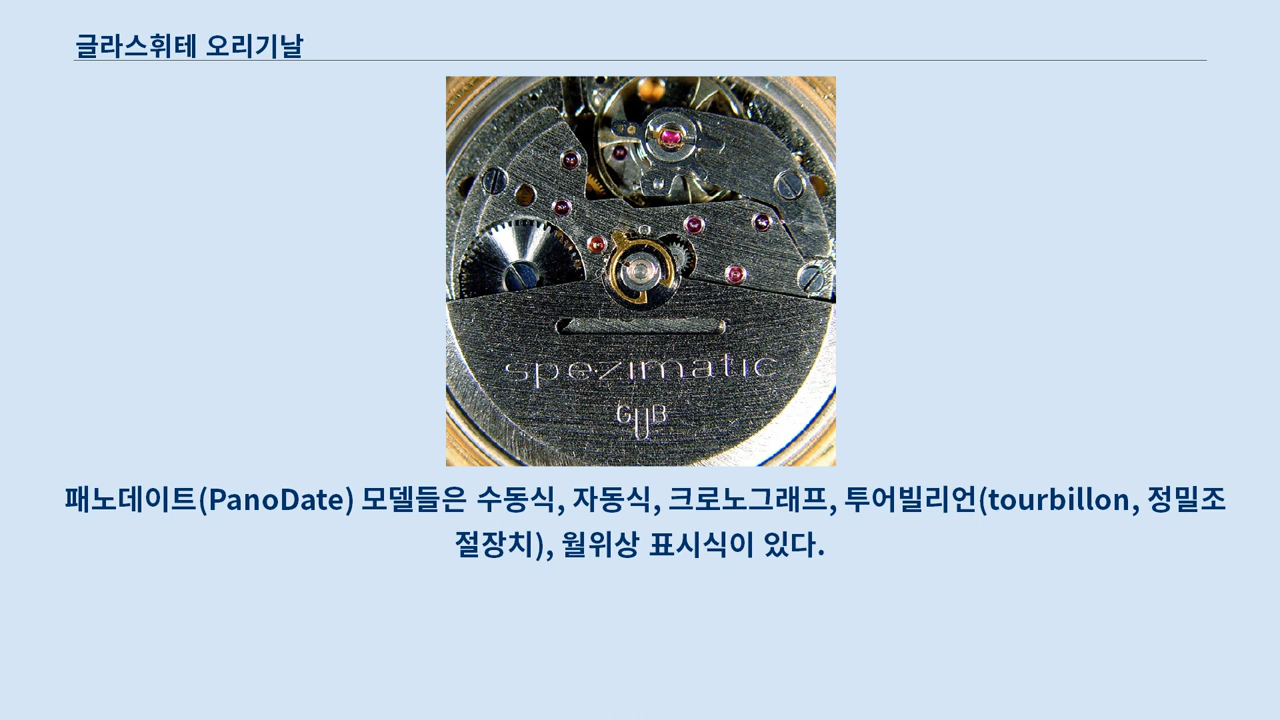 글라스휘테 오리기날
spezimatic
GUB
패노데이트(PanoDate) 모델들은 수동식, 자동식, 크로노그래프, 투어빌리언(tourbillon, 정밀조
절장치), 월위상 표시식이 있다.